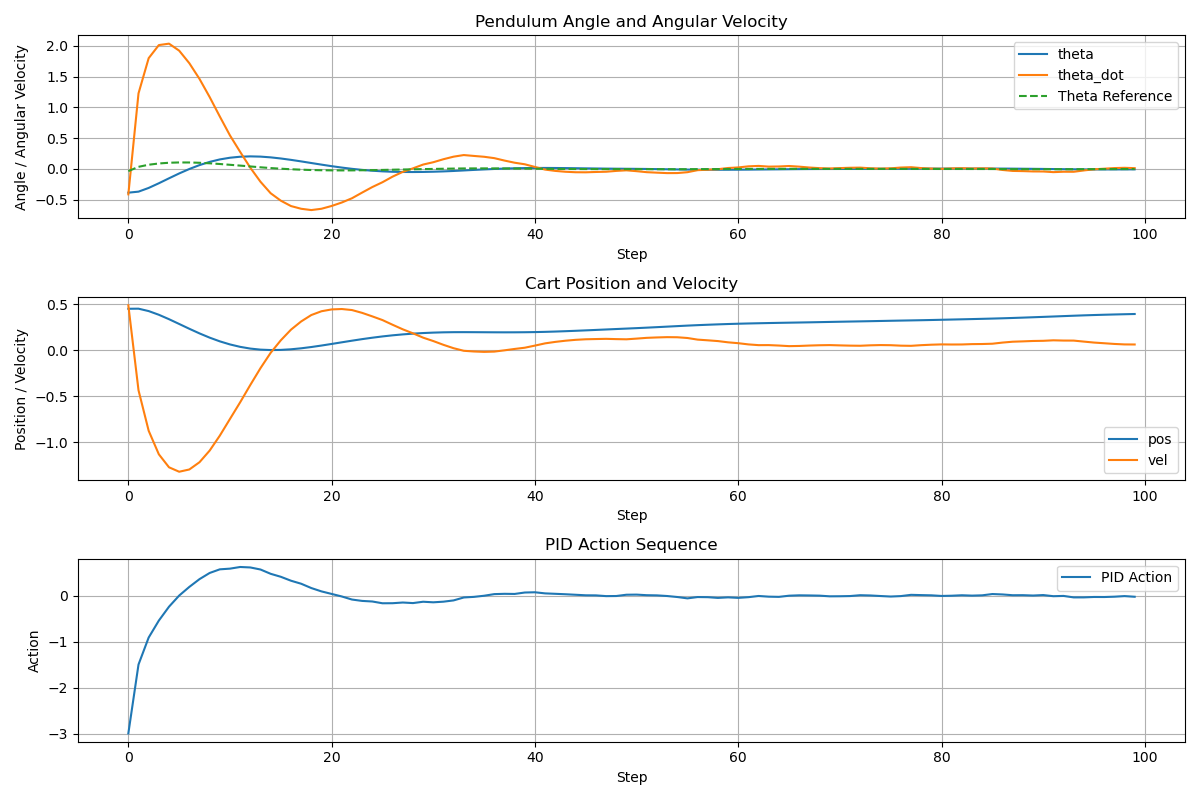 Pendulum Angle and Angular Velocity
Angle / Angular Velocity
2.0
1.5
1.0
0.5
0.0
−0.5
theta
theta_dot
Theta Reference
0 20 40 60 80 100
Step
Cart Position and Velocity
Position / Velocity
0.5
0.0
−0.5
−1.0
pos
vel
0 20 40 60 80 100
Step
PID Action Sequence
Action
0
−1
−2
−3
PID Action
0 20 40 60 80 100
Step